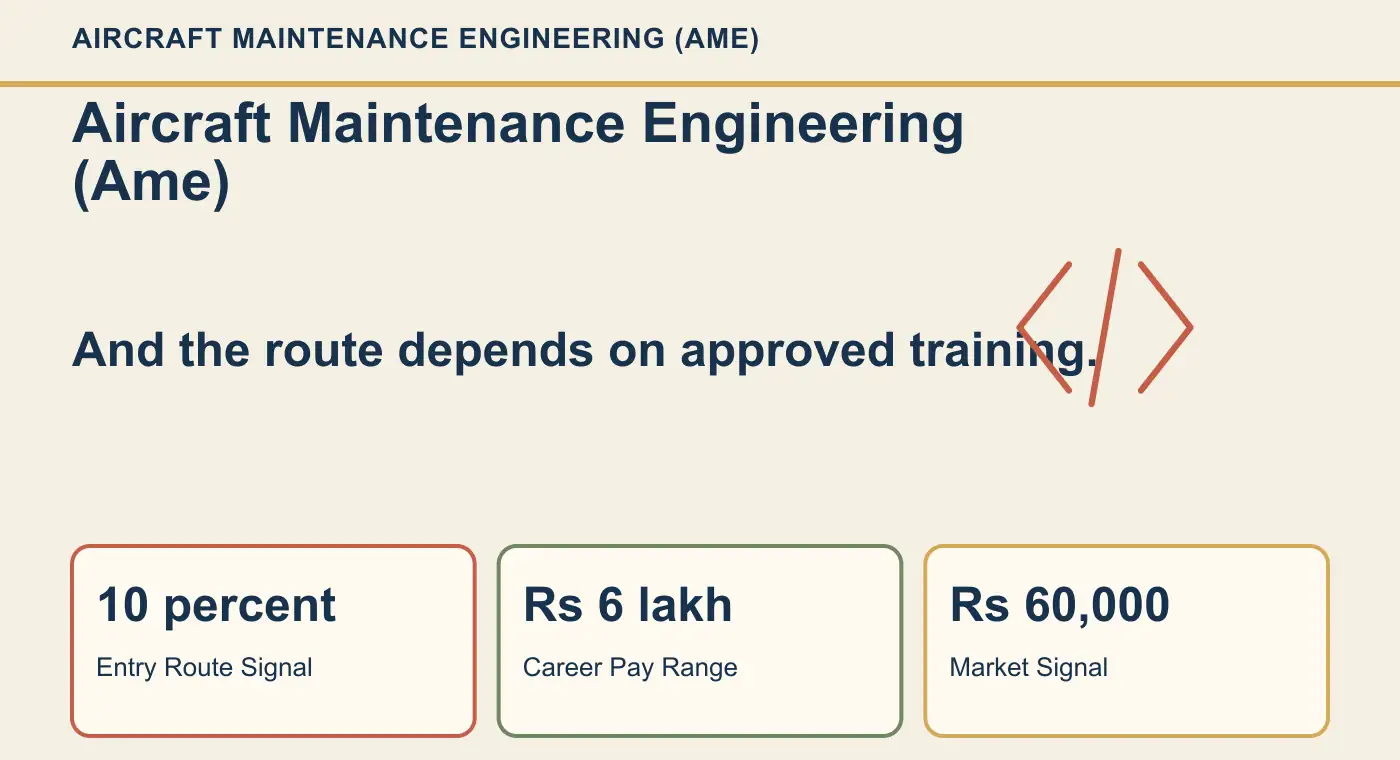 AIRCRAFT MAINTENANCE ENGINEERING (AME)
Aircraft Maintenance Engineering
(Ame)
And the route depends on approved training.
10 percent
Entry Route Signal
Rs 6 lakh
Career Pay Range
Rs 60,000
Market Signal